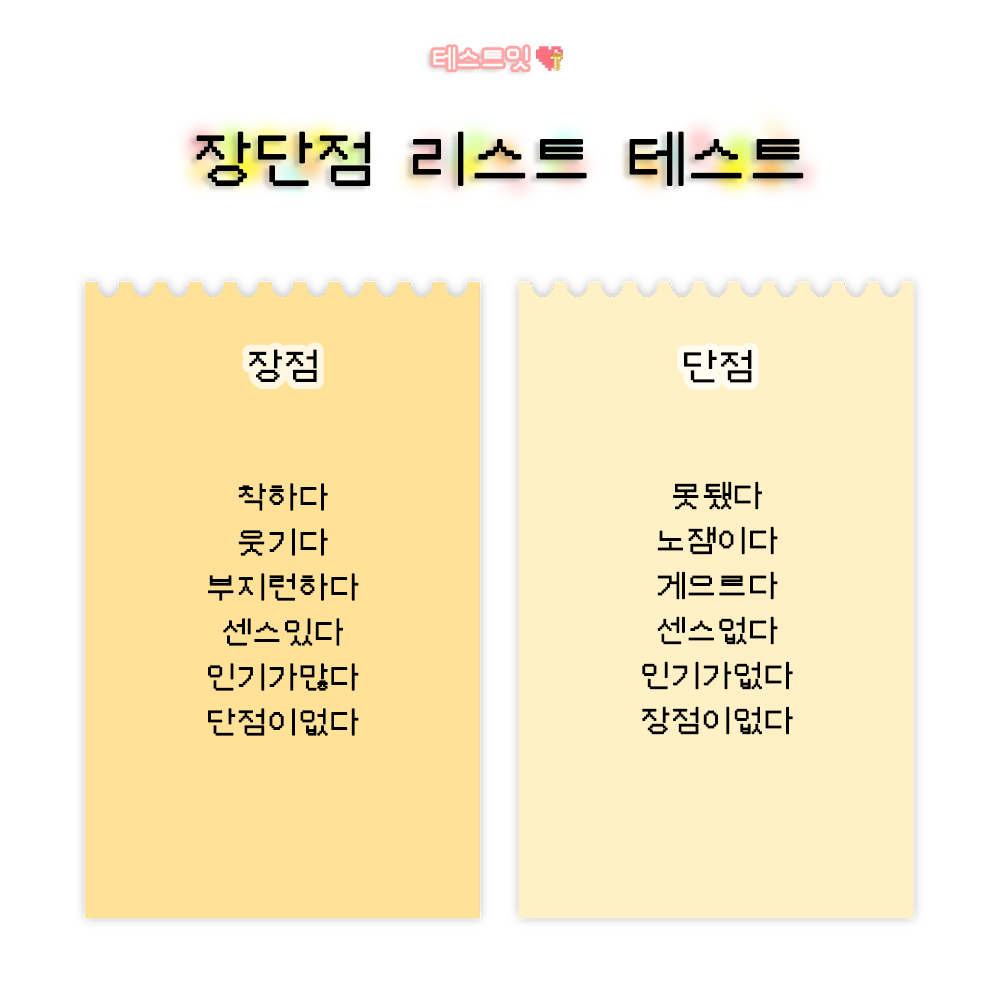 테스트잇
장단점 리스트 테스트
장점
착하다
웃기다
부지런하다
센스있다
인기가많다
단점이없다
단점
못됐다
노잼이다
게으르다
센스없다
인기가없다
장점이없다